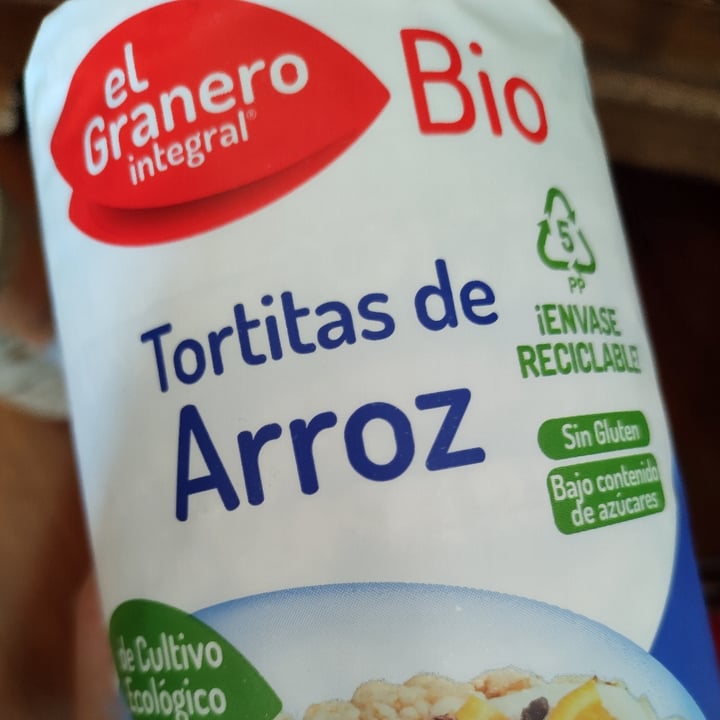 el
Granero
integral®
Bio
5
PP
Tortitas de
Arroz
¡ENVASE
RECICLABLE!
Sin Gluten
Bajo contenido
de azúcares
de Cultivo
Ecológico